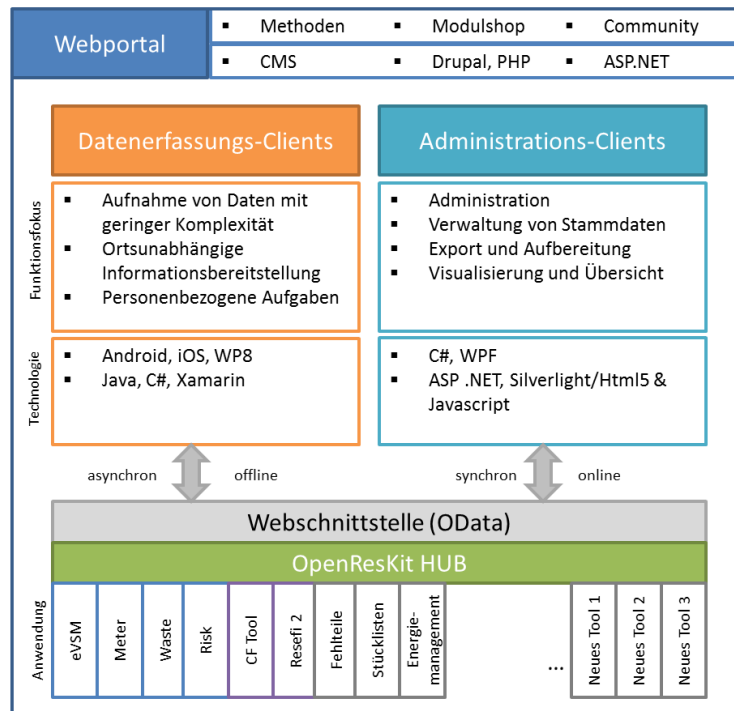 Webportal
▪ Methoden ▪ Modulshop ▪ Community
▪ CMS ▪ Drupal, PHP ▪ ASP.NET
Datenerfassungs-Clients
Administrations-Clients
Funktionsfokus
▪ Aufnahme von Daten mit
geringer Komplexität
▪ Ortsunabhängige
Informationsbereitstellung
▪ Personenbezogene Aufgaben
▪ Administration
▪ Verwaltung von Stammdaten
▪ Export und Aufbereitung
▪ Visualisierung und Übersicht
Technologie
▪ Android, iOS, WP8
▪ Java, C#, Xamarin
▪ C#, WPF
▪ ASP .NET, Silverlight/Html5 &
Javascript
asynchron offline
synchron online
Webschnittstelle (OData)
OpenResKit HUB
Anwendung
eVSM
Meter
Waste
Risk
CF Tool
Resefi 2
Fehlteile
Stücklisten
Energie-
management
...
Neues Tool 1
Neues Tool 2
Neues Tool 3